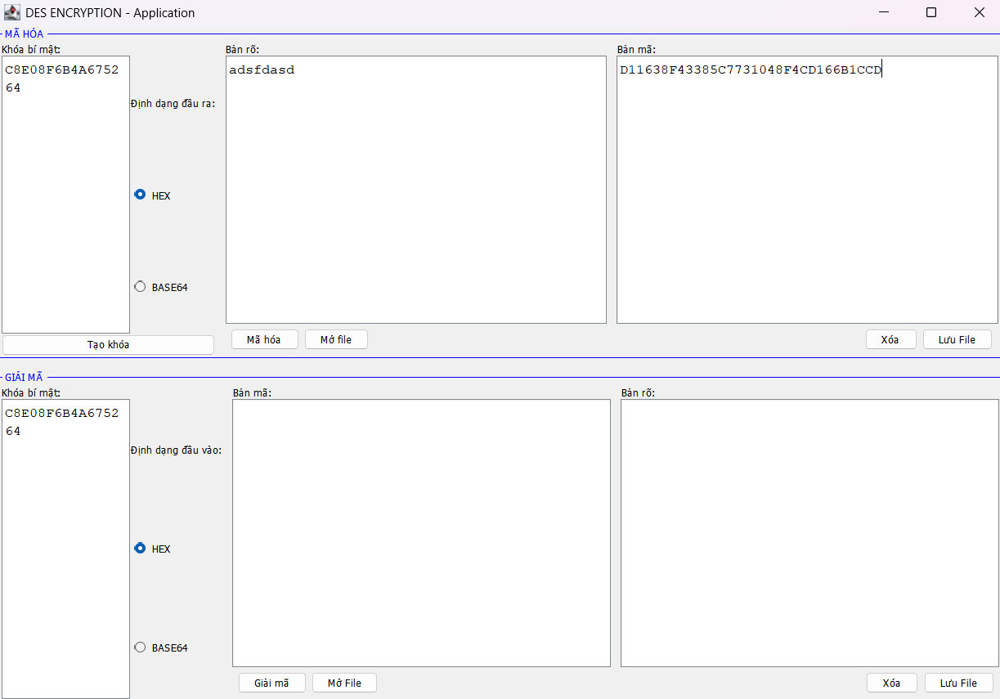 DES ENCRYPTION - Application
MÃ HÓA
Khóa bí mật:
C8E08F6B4A6752
64
Định dạng đầu ra:
HEX
BASE64
Tạo khóa
Bản rõ:
adsfdasd
Mã hóa
Mở file
Bản mã:
D11638F43385C7731048F4CD166B1CCD
Xóa
Lưu File
GIẢI MÃ
Khóa bí mật:
C8E08F6B4A6752
64
Định dạng đầu vào:
HEX
BASE64
Bản mã:
Giải mã
Mở File
Bản rõ:
Xóa
Lưu File